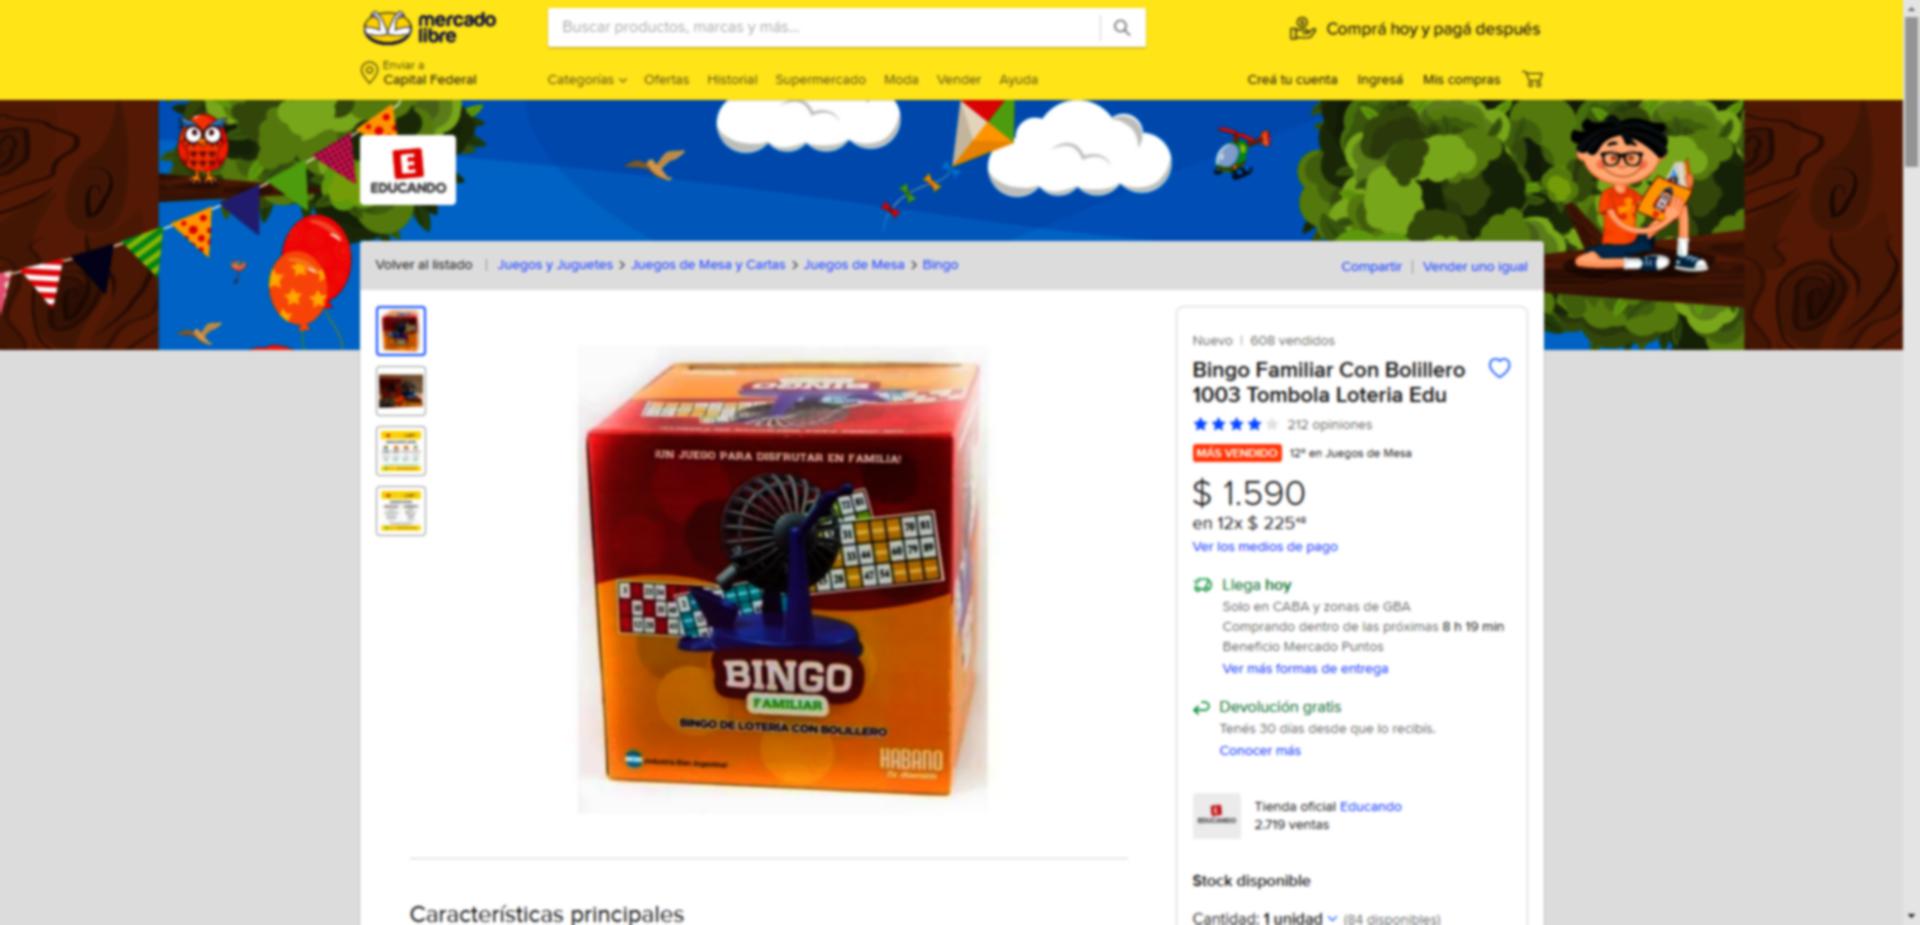 mercado
libre
Buscar productos, marcas y más...
Comprá hoy y pagá después
Enviar a
Capital Federal
Categorías Ofertas Historial Supermercado Moda Vender Ayuda
Creá tu cuenta Ingresá Mis compras
E
EDUCANDO
Volver al listado | Juegos y Juguetes > Juegos de Mesa y Cartas > Juegos de Mesa > Bingo
Compartir | Vender uno igual
¡UN JUEGO PARA DISFRUTAR EN FAMILIA!
BINGO
FAMILIAR
BINGO DE LOTERIA CON BOLILLERO
HABANO
Nuevo | 608 vendidos
Bingo Familiar Con Bolillero
1003 Tombola Loteria Edu
212 opiniones
MÁS VENDIDO 12º en Juegos de Mesa
$ 1.590
en 12x $ 225⁴⁸
Ver los medios de pago
Llega hoy
Solo en CABA y zonas de GBA
Comprando dentro de las próximas 8 h 19 min
Beneficio Mercado Puntos
Ver más formas de entrega
Devolución gratis
Tenés 30 días desde que lo recibís.
Conocer más
E
EDUCANDO
Tienda oficial Educando
2.719 ventas
Stock disponible
Cantidad: 1 unidad (84 disponibles)
Características principales